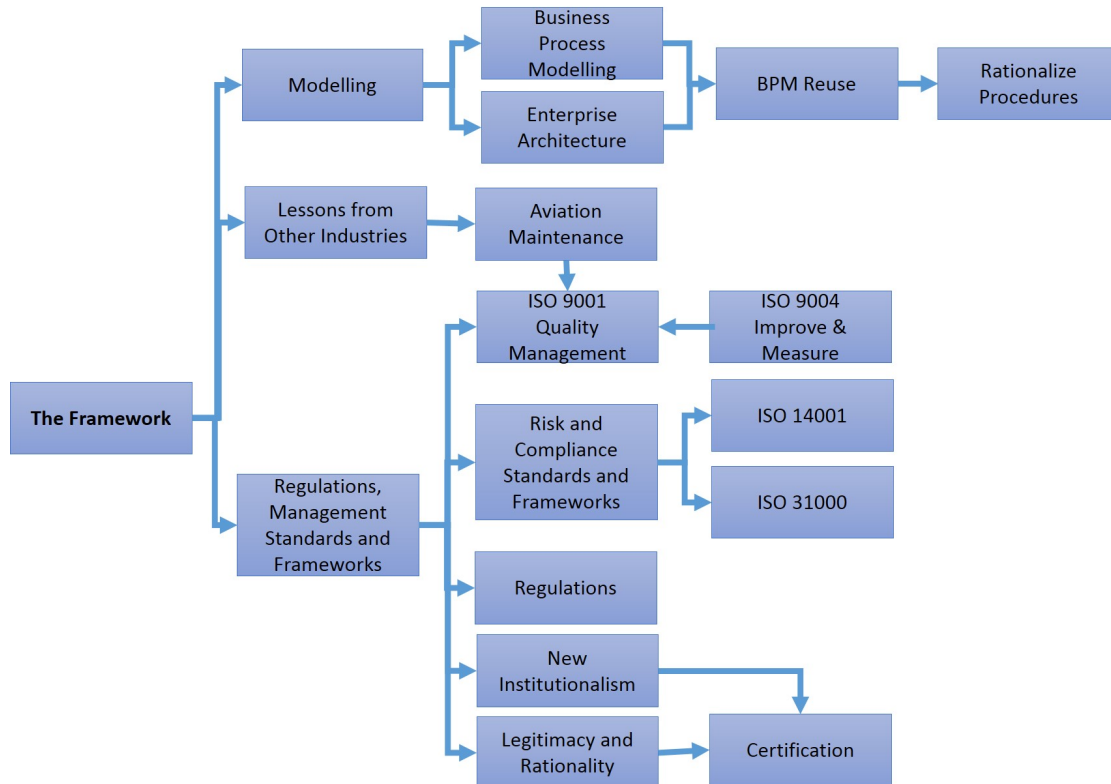 Business
Process
Modelling
Modelling
BPM Reuse
Rationalize
Procedures
Enterprise
Architecture
Lessons from
Other Industries
Aviation
Maintenance
ISO 9001
Quality
Management
ISO 9004
Improve &
Measure
The Framework
Risk and
Compliance
Standards and
Frameworks
ISO 14001
ISO 31000
Regulations,
Management
Standards and
Frameworks
Regulations
New
Institutionalism
Legitimacy and
Rationality
Certification